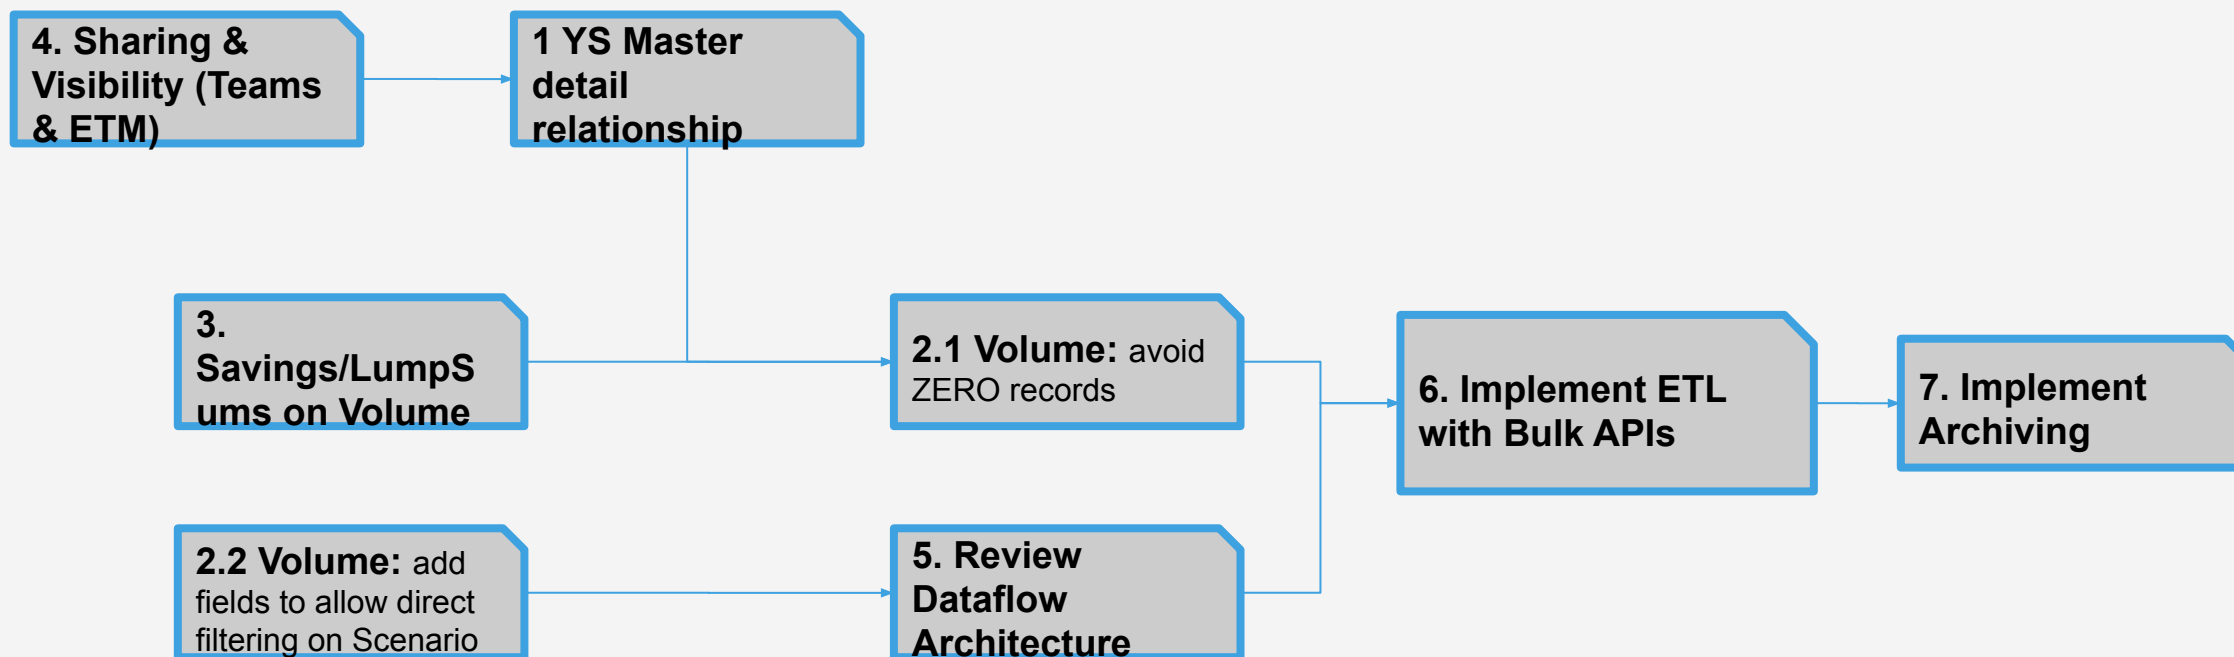 4. Sharing &
Visibility (Teams
& ETM)
1 YS Master
detail
relationship
3.
Savings/LumpS
ums on Volume
2.1 Volume: avoid
ZERO records
6. Implement ETL
with Bulk APIs
7. Implement
Archiving
2.2 Volume: add
fields to allow direct
filtering on Scenario
5. Review
Dataflow
Architecture